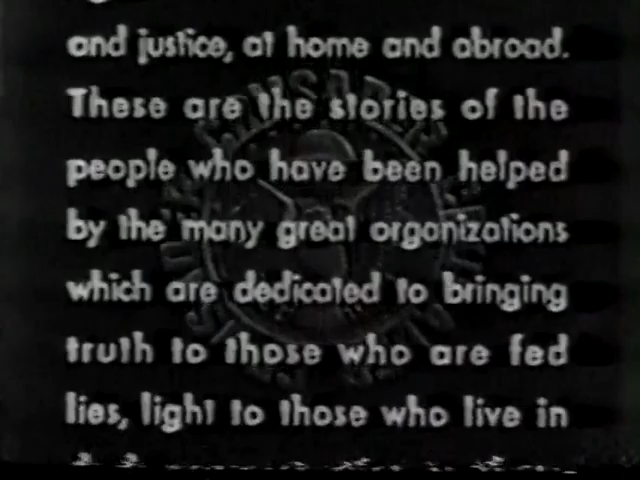 and justice, at home and abroad.
These are the stories of the
people who have been helped
by the many great organizations
which are dedicated to bringing
truth to those who are fed
lies, light to those who live in